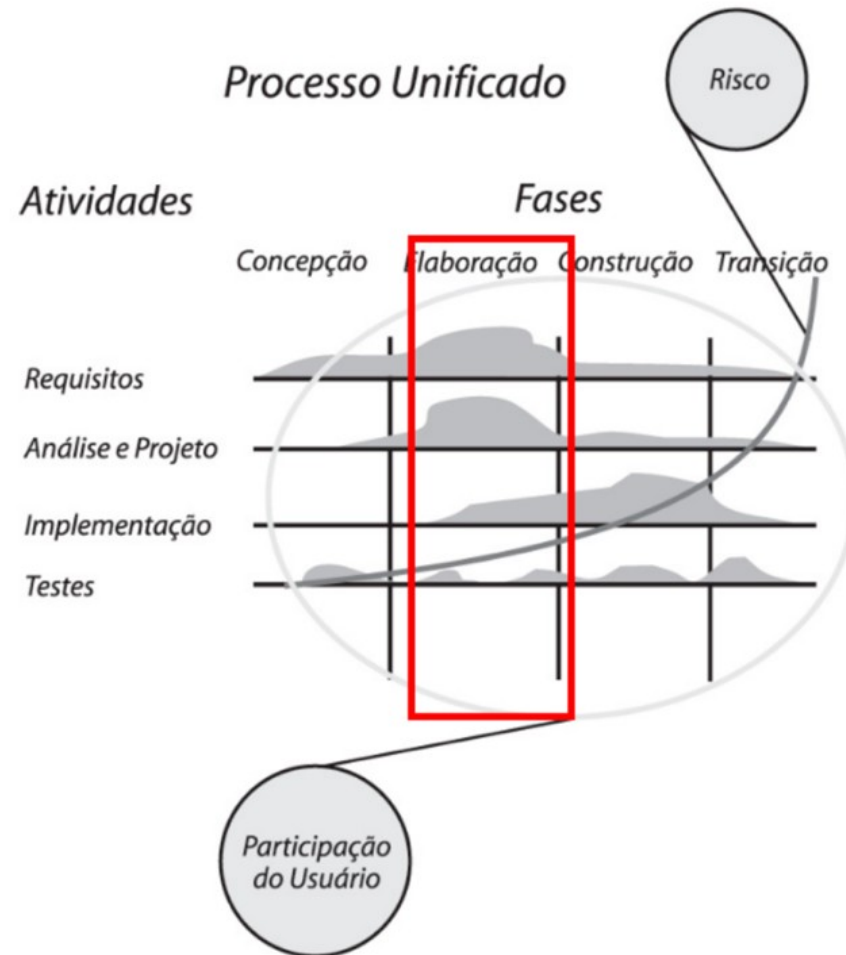 Processo Unificado
Risco
Atividades
Fases
Concepção
Elaboração
Construção
Transição
Requisitos
Análise e Projeto
Implementação
Testes
Participação
do Usuário